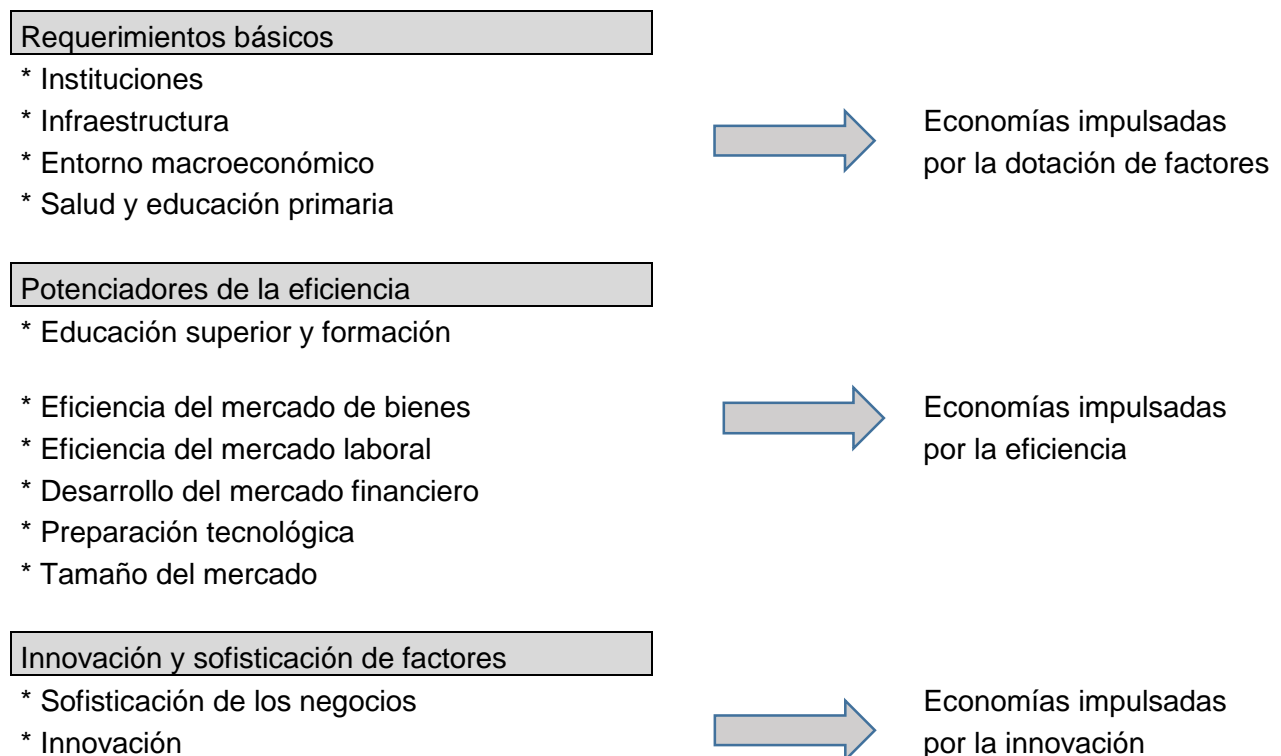 Requerimientos básicos
* Instituciones
* Infraestructura
* Entorno macroeconómico
* Salud y educación primaria
Economías impulsadas
por la dotación de factores
Potenciadores de la eficiencia
* Educación superior y formación
* Eficiencia del mercado de bienes
* Eficiencia del mercado laboral
* Desarrollo del mercado financiero
* Preparación tecnológica
* Tamaño del mercado
Economías impulsadas
por la eficiencia
Innovación y sofisticación de factores
* Sofisticación de los negocios
* Innovación
Economías impulsadas
por la innovación